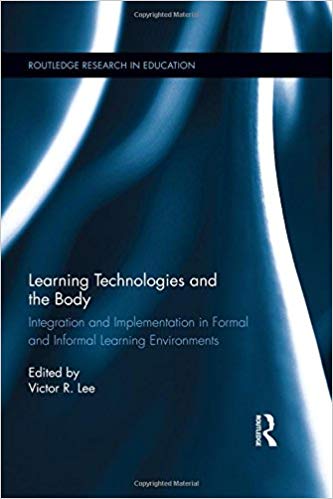 Copyrighted Material
ROUTLEDGE RESEARCH IN EDUCATION
Learning Technologies and
the Body
Integration and Implementation in Formal
and Informal Learning Environments
Edited by
Victor R. Lee
ROUTLEDGE
Copyrighted Material